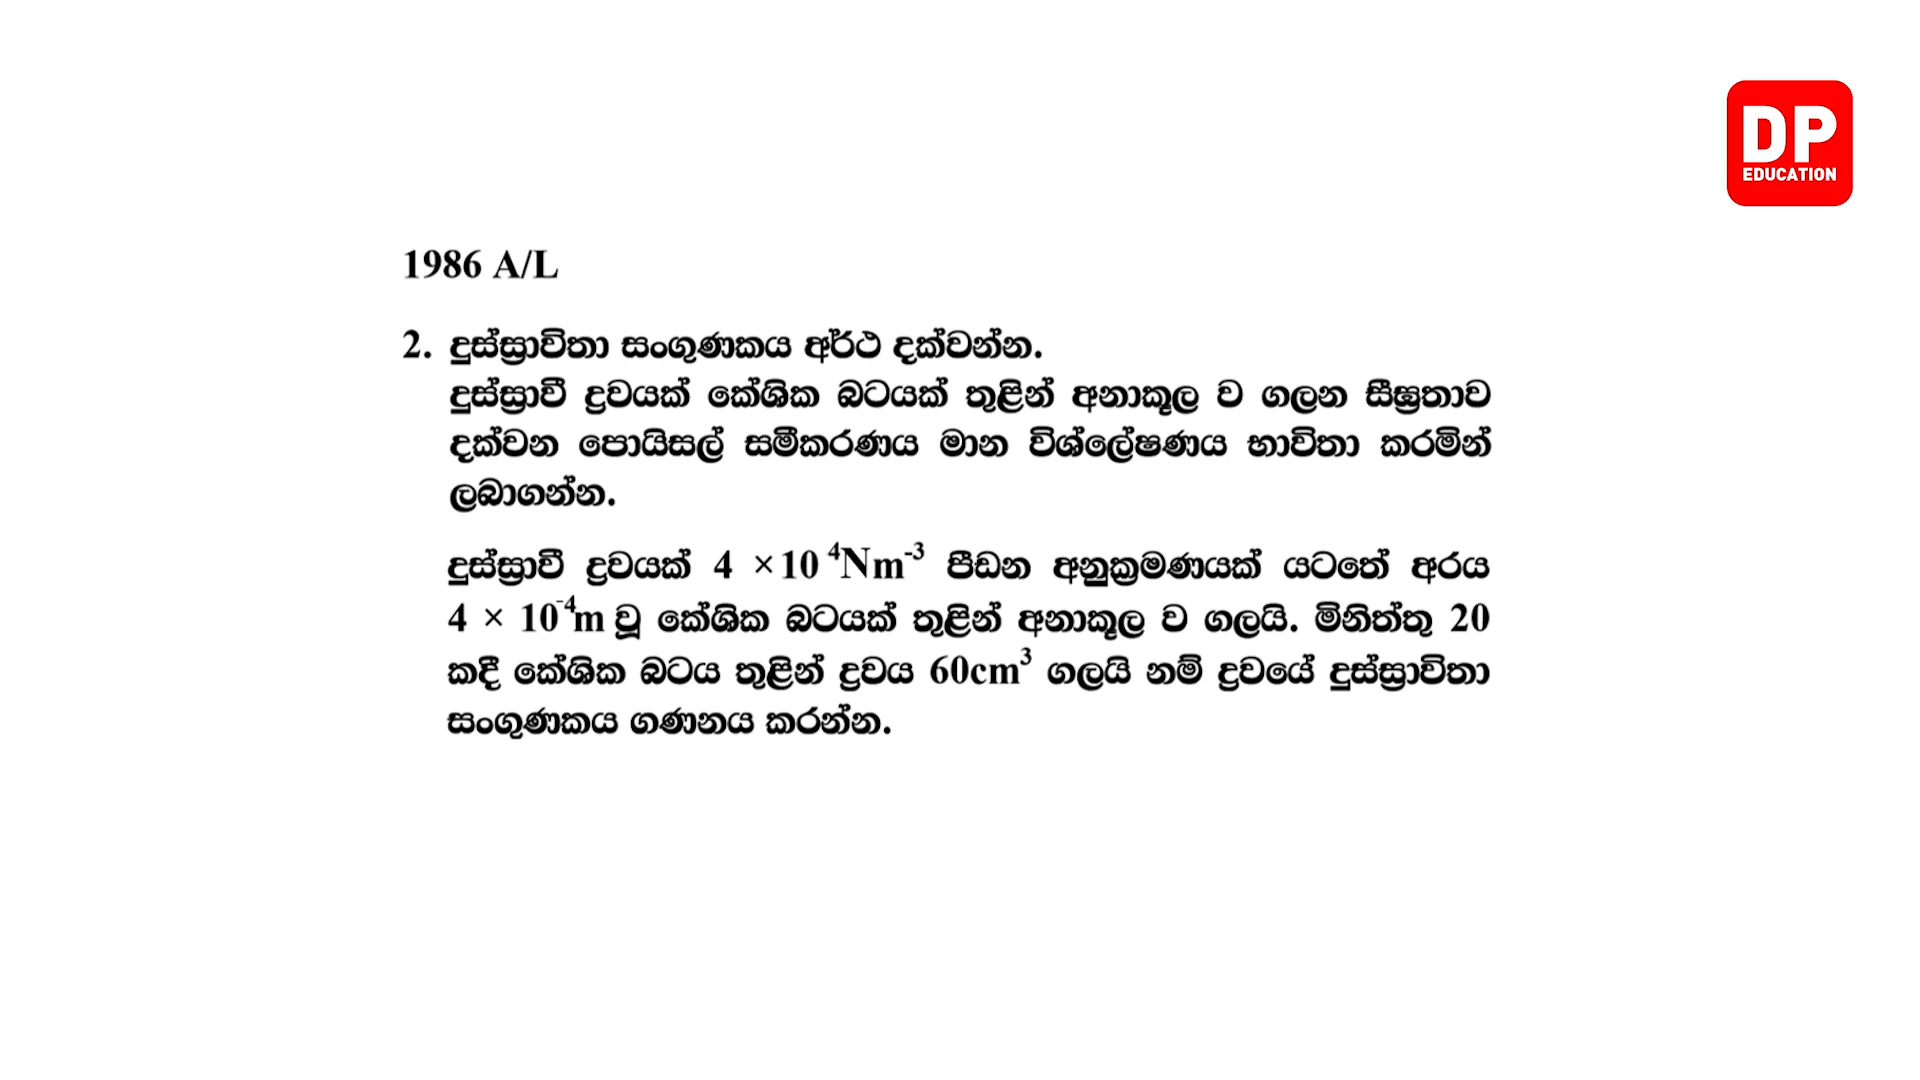 DP
EDUCATION
1986 A/L
2. දුස්ස්‍රාවිතා සංගුණකය අර්ථ දක්වන්න.
දුස්ස්‍රාවී ද්‍රවයක් කේශික බටයක් තුළින් අනාකූල ව ගලන සීඝ්‍රතාව
දක්වන පොයිසල් සමීකරණය මාන විශ්ලේෂණය භාවිතා කරමින්
ලබාගන්න.
දුස්ස්‍රාවී ද්‍රවයක් 4 ×10⁴Nm⁻³ පීඩන අනුක්‍රමණයක් යටතේ අරය
4 × 10⁻⁴m වූ කේශික බටයක් තුළින් අනාකූල ව ගලයි. මිනිත්තු 20
කදී කේශික බටය තුළින් ද්‍රවය 60cm³ ගලයි නම් ද්‍රවයේ දුස්ස්‍රාවිතා
සංගුණකය ගණනය කරන්න.